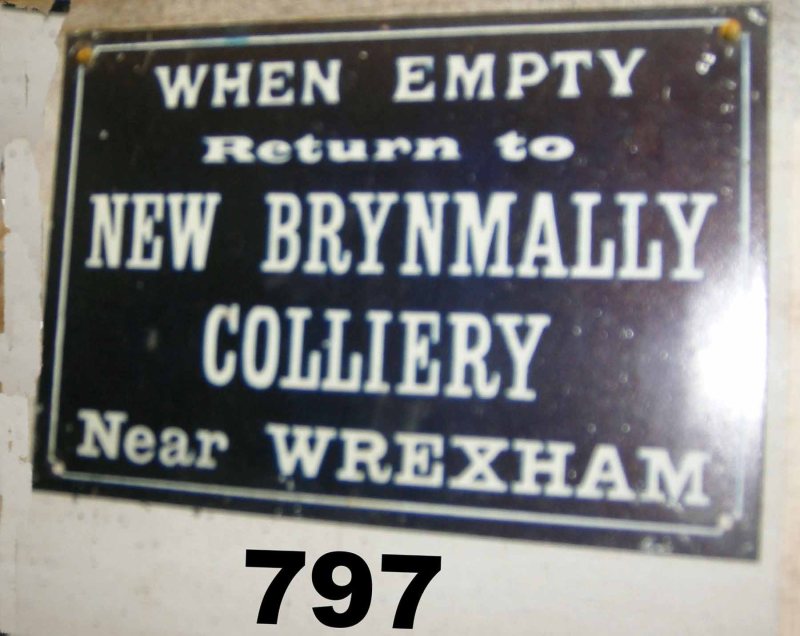 WHEN EMPTY
Return to
NEW BRYNMALLY
COLLIERY
Near WREXHAM
797